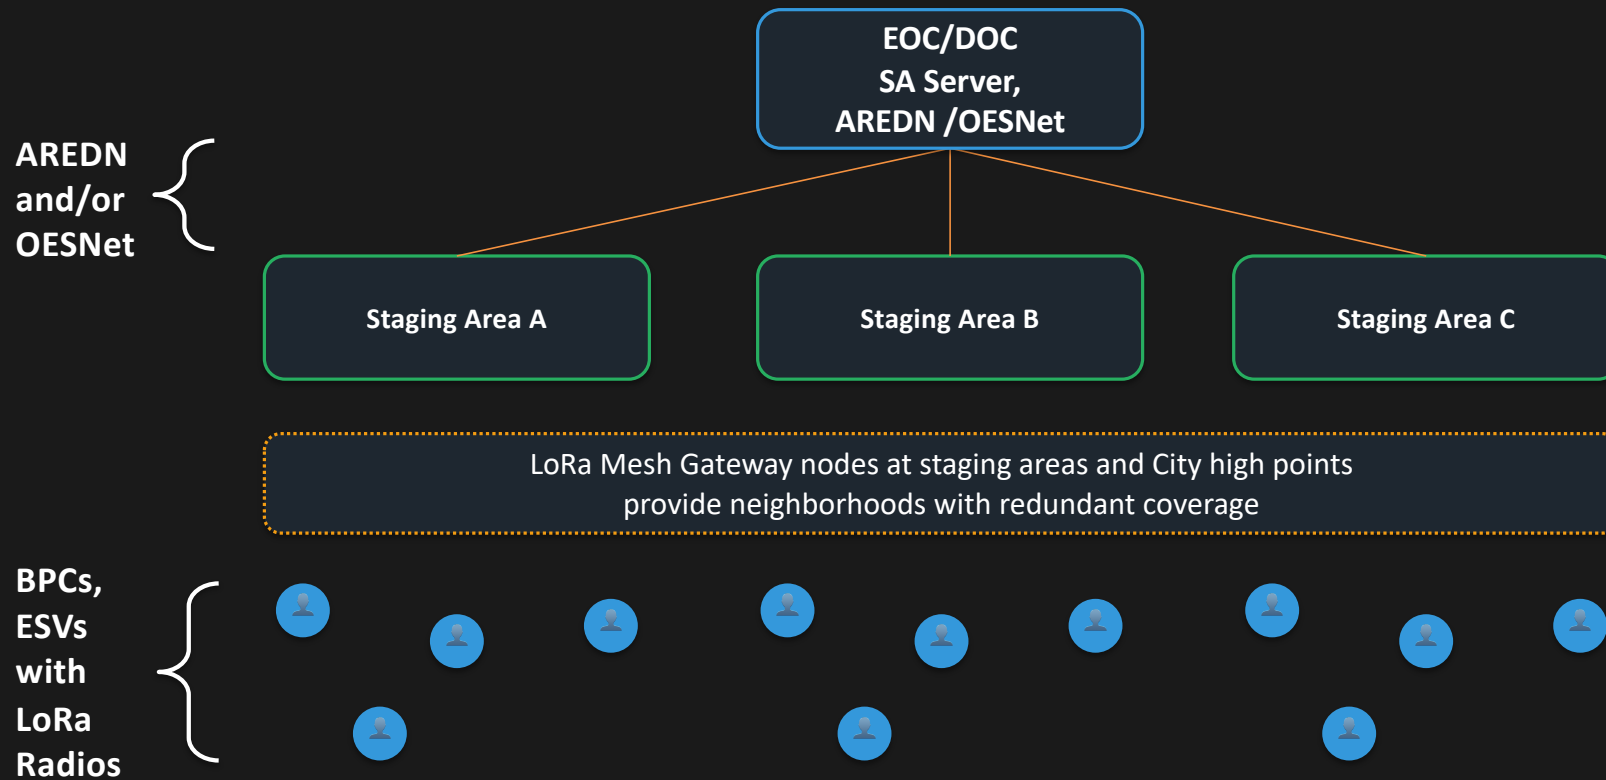 EOC/DOC
SA Server,
AREDN /OESNet
AREDN
and/or
OESNet
Staging Area A
Staging Area B
Staging Area C
LoRa Mesh Gateway nodes at staging areas and City high points
provide neighborhoods with redundant coverage
BPCs,
ESVs
with
LoRa
Radios